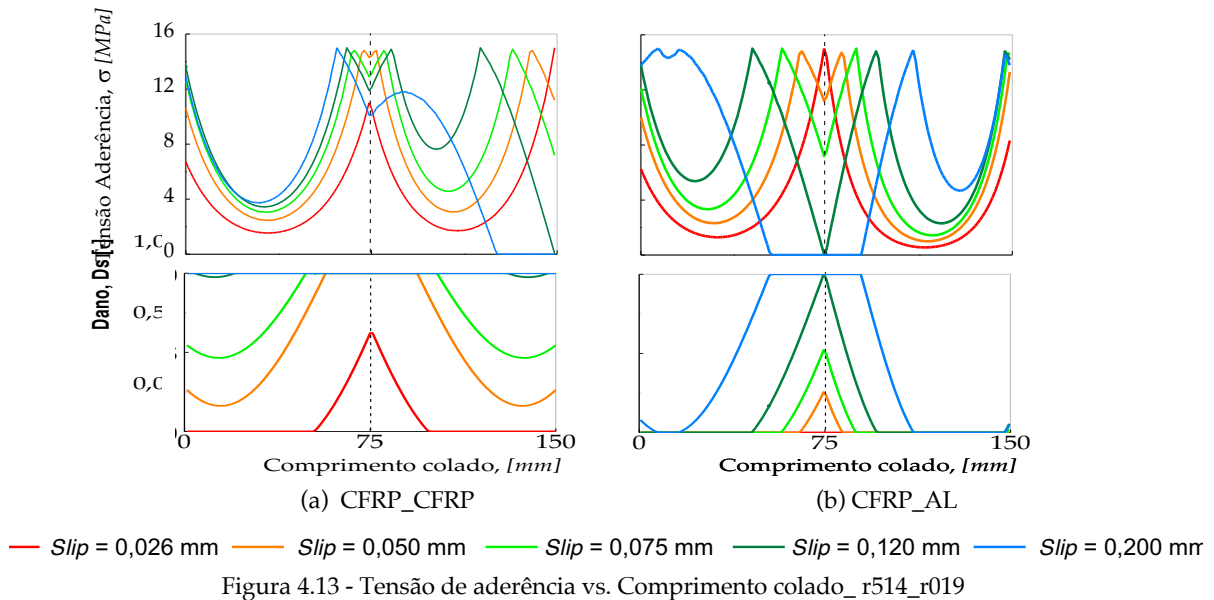 16
12
8
4
0
Tensão Aderência, σ [MPa]
1,0
0,5
0,0
Dano, Ds[-]
0 75 150
Comprimento colado, [mm]
(a) CFRP_CFRP
0 75 150
Comprimento colado, [mm]
(b) CFRP_AL
Slip = 0,026 mm Slip = 0,050 mm Slip = 0,075 mm Slip = 0,120 mm Slip = 0,200 mm
Figura 4.13 - Tensão de aderência vs. Comprimento colado_ r514_r019